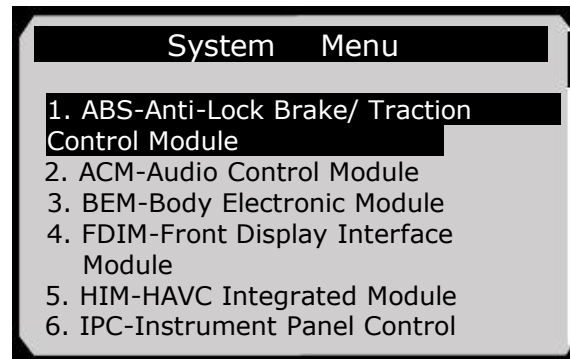 System Menu
1. ABS-Anti-Lock Brake/ Traction
Control Module
2. ACM-Audio Control Module
3. BEM-Body Electronic Module
4. FDIM-Front Display Interface
Module
5. HIM-HAVC Integrated Module
6. IPC-Instrument Panel Control